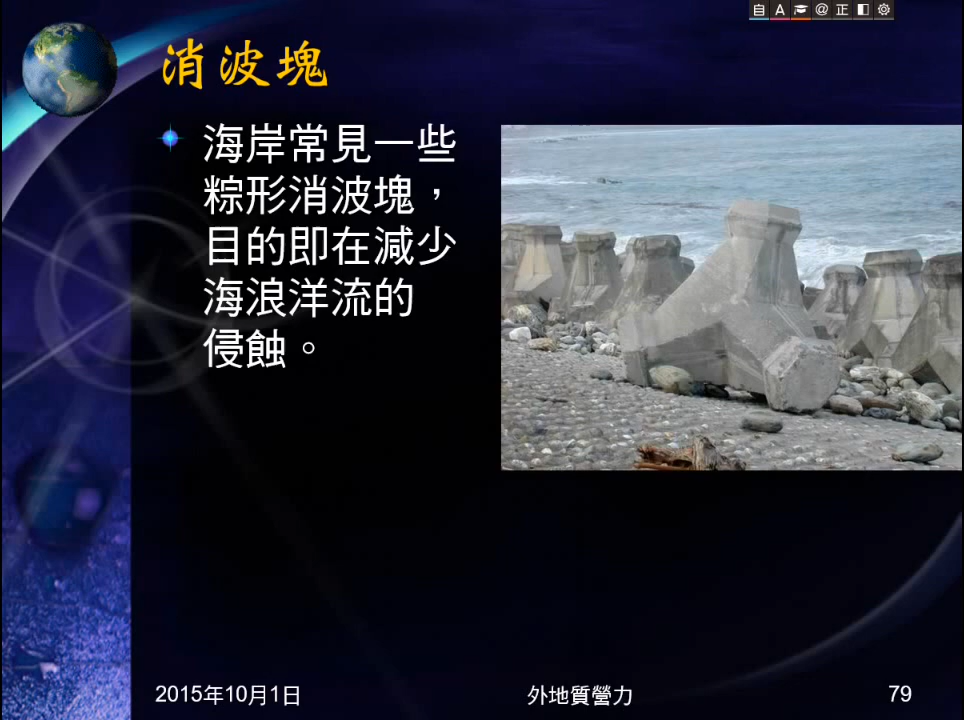 自 A @ 正
消波塊
海岸常見一些
粽形消波塊，
目的即在減少
海浪洋流的
侵蝕。
2015年10月1日
外地質營力
79